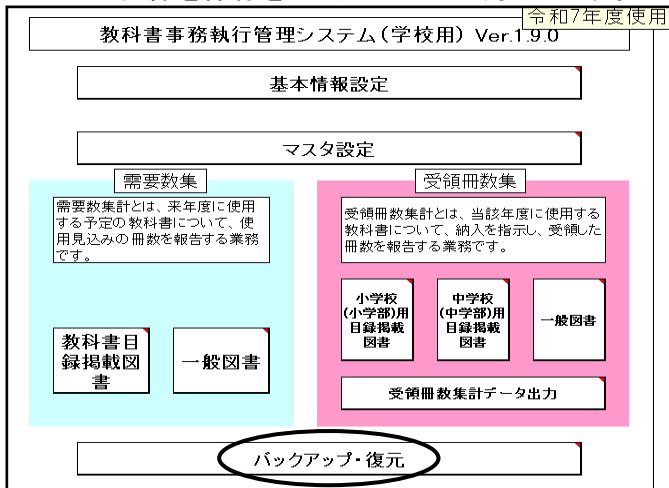 令和7年度使用
教科書事務執行管理システム(学校用) Ver.1.9.0
基本情報設定
マスタ設定
需要数集
需要数集計とは、来年度に使用
する予定の教科書について、使
用見込みの冊数を報告する業務
です。
教科書目
録掲載図
書
一般図書
受領冊数集
受領冊数集計とは、当該年度に使用する
教科書について、納入を指示し、受領した
冊数を報告する業務です。
小学校
(小学部)用
目録掲載
図書
中学校
(中学部)用
目録掲載
図書
一般図書
受領冊数集計データ出力
バックアップ・復元